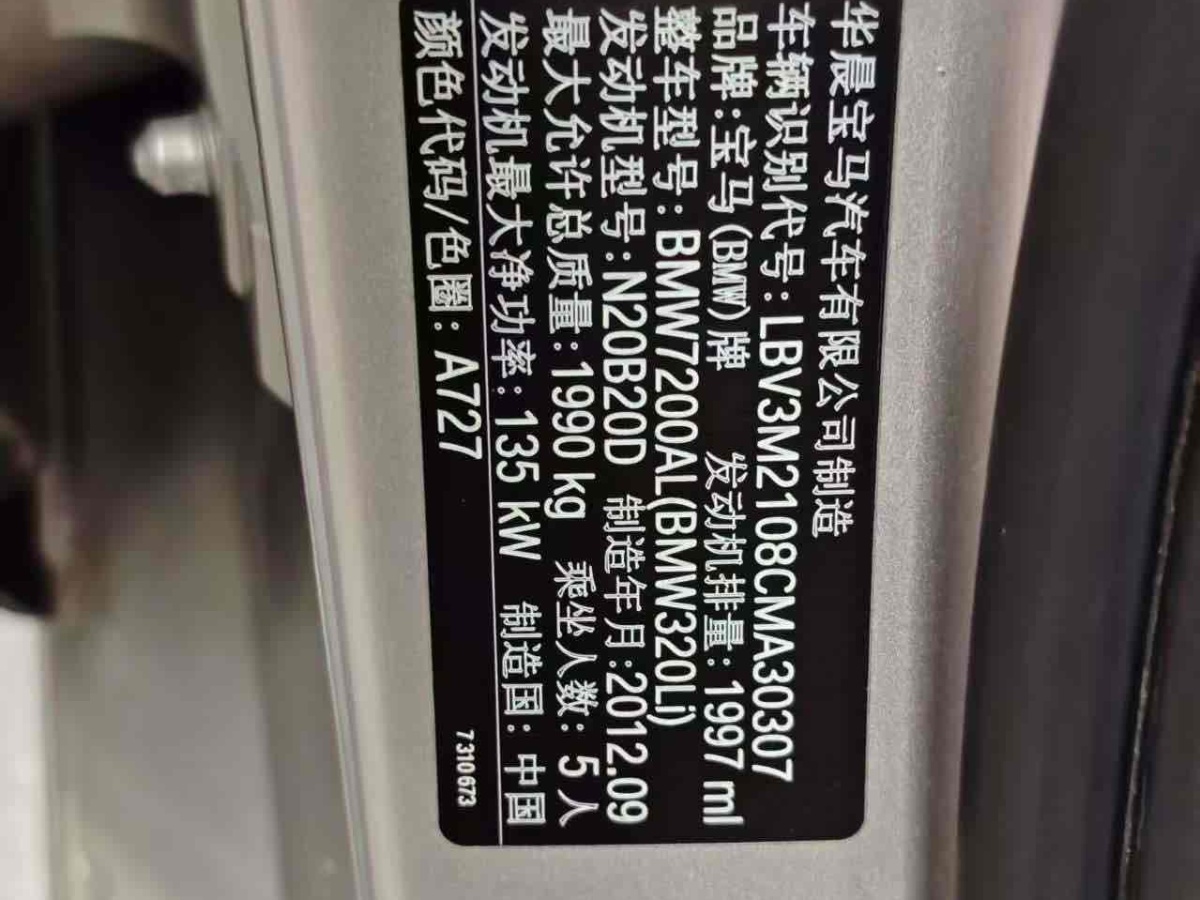 华晨宝马汽车有限公司制造
车辆识别代号:LBV3M2108CMA30307
品牌:宝马(BMW)牌 发动机排量:1997 ml
整车型号:BMW7200AL(BMW320Li)
发动机型号:N20B20D 制造年月:2012.09
最大允许总质量:1990 kg 乘坐人数:5人
发动机最大净功率:135 kW 制造国:中国
颜色代码/色圈:A727
7310673